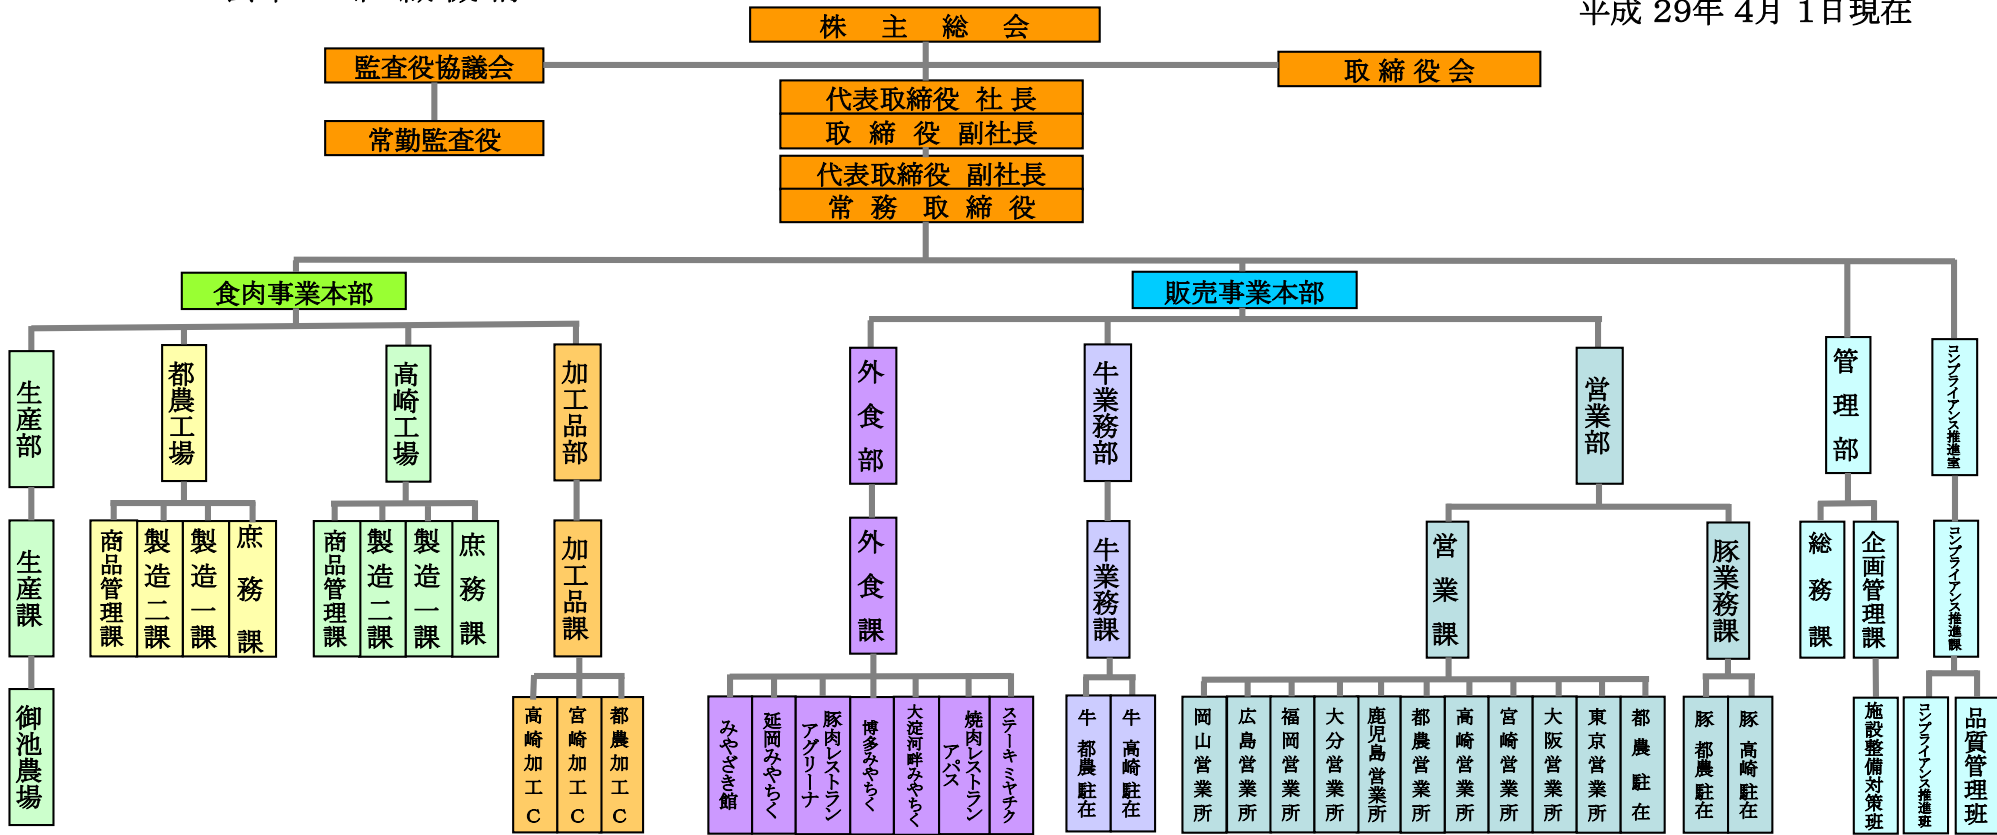 平成 29年 4月 1日現在
株 主 総 会
監査役協議会
取 締 役 会
常勤監査役
代表取締役 社 長
取 締 役 副社長
代表取締役 副社長
常 務 取 締 役
食肉事業本部
販売事業本部
生産部
都農工場
高崎工場
加工品部
外食部
牛業務部
営業部
管理部
コンプライアンス推進室
生産課
商品管理課
製造二課
製造一課
庶務課
商品管理課
製造二課
製造一課
庶務課
加工品課
外食課
牛業務課
営業課
豚業務課
総務課
企画管理課
コンプライアンス推進課
御池農場
高崎加工C
宮崎加工C
都農加工C
みやざき館
延岡みやちく
豚肉レストラン
アグリーナ
博多みやちく
大淀河畔みやちく
焼肉レストラン
アパス
ステーキミヤチク
牛 都農駐在
牛 高崎駐在
岡山営業所
広島営業所
福岡営業所
大分営業所
鹿児島営業所
都農営業所
高崎営業所
宮崎営業所
大阪営業所
東京営業所
都農駐在
豚 都農駐在
豚 高崎駐在
施設整備対策班
コンプライアンス推進班
品質管理班